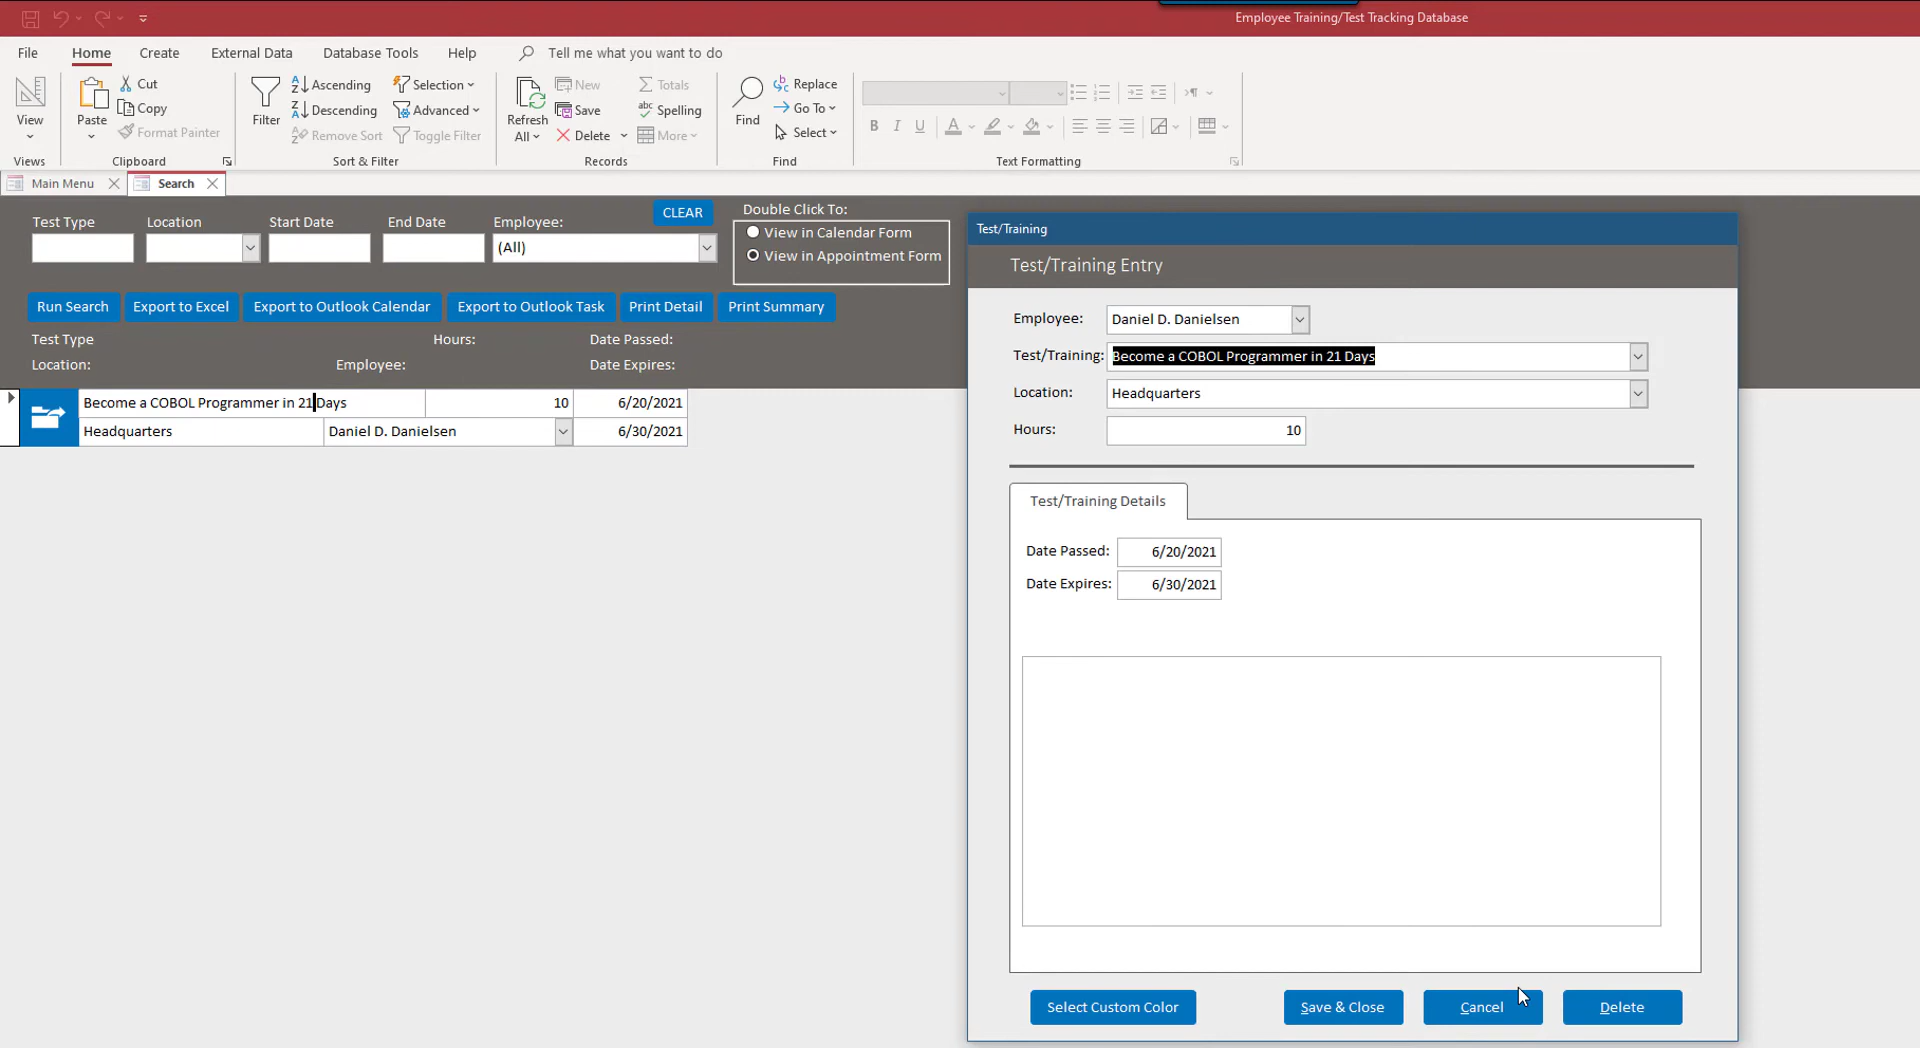 Employee Training/Test Tracking Database
File Home Create External Data Database Tools Help Tell me what you want to do
View
Views
Paste
Cut
Copy
Format Painter
Clipboard
Filter
Ascending
Descending
Remove Sort
Selection
Advanced
Toggle Filter
Sort & Filter
Refresh
All
New
Save
Delete
Totals
Spelling
More
Records
Find
Replace
Go To
Select
Find
B I U
Text Formatting
Main Menu Search
Test Type Location Start Date End Date Employee: CLEAR
(All)
Double Click To:
View in Calendar Form
View in Appointment Form
Run Search Export to Excel Export to Outlook Calendar Export to Outlook Task Print Detail Print Summary
Test Type Hours: Date Passed:
Location: Employee: Date Expires:
Become a COBOL Programmer in 21 Days 10 6/20/2021
Headquarters Daniel D. Danielsen 6/30/2021
Test/Training
Test/Training Entry
Employee: Daniel D. Danielsen
Test/Training: Become a COBOL Programmer in 21 Days
Location: Headquarters
Hours: 10
Test/Training Details
Date Passed: 6/20/2021
Date Expires: 6/30/2021
Select Custom Color Save & Close Cancel Delete